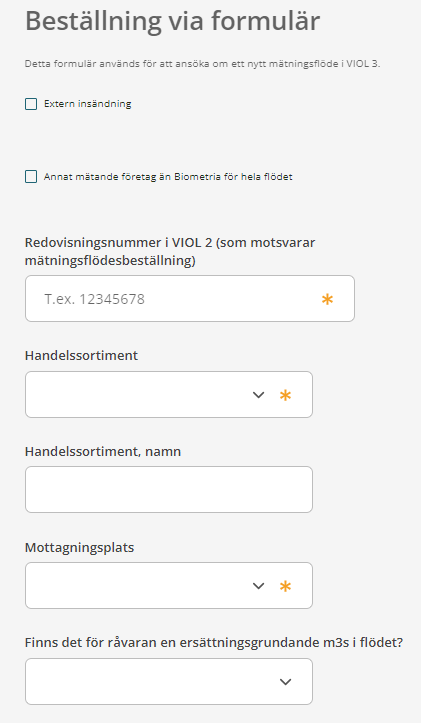 Beställning via formulär
Detta formulär används för att ansöka om ett nytt mätningsflöde i VIOL 3.
Extern insändning
Annat mätande företag än Biometria för hela flödet
Redovisningsnummer i VIOL 2 (som motsvarar
mätningsflödesbeställning)
T.ex. 12345678 *
Handelssortiment
*
Handelssortiment, namn
Mottagningsplats
*
Finns det för råvaran en ersättningsgrundande m3s i flödet?